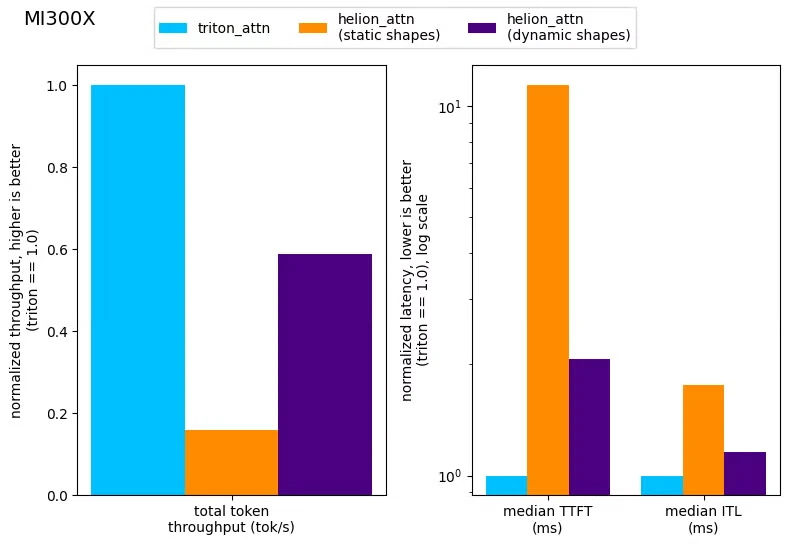 MI300X
triton_attn
helion_attn
(static shapes)
helion_attn
(dynamic shapes)
normalized throughput, higher is better
(triton == 1.0)
1.0
0.8
0.6
0.4
0.2
0.0
total token
throughput (tok/s)
normalized latency, lower is better
(triton == 1.0), log scale
10¹
10⁰
median TTFT
(ms)
median ITL
(ms)